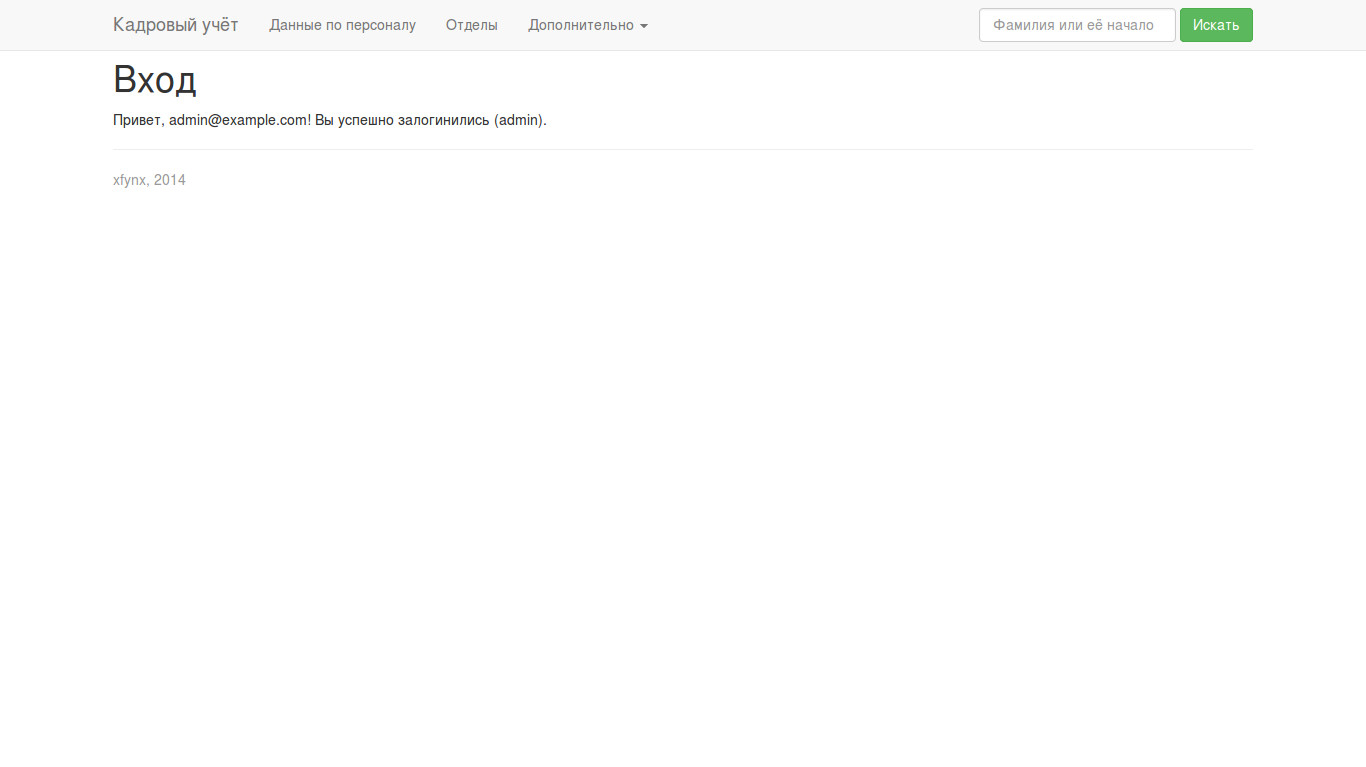 Кадровый учёт Данные по персоналу Отделы Дополнительно Фамилия или её начало Искать
Вход
Привет, admin@example.com! Вы успешно залогинились (admin).
xfynx, 2014